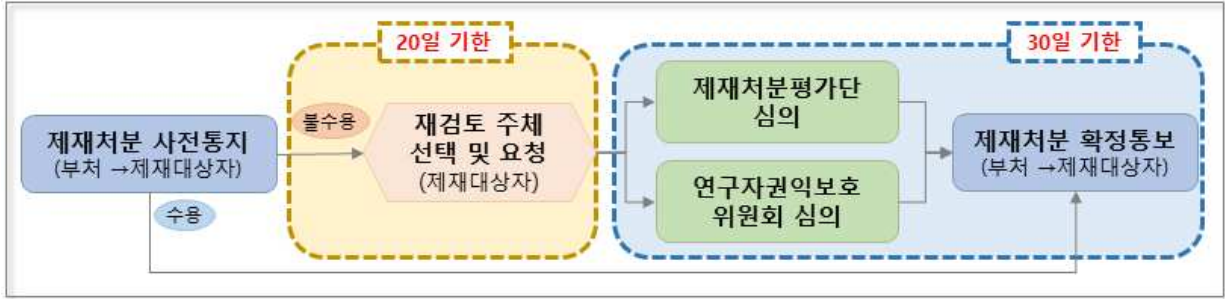 20일 기한
30일 기한
제재처분 사전통지
(부처 →제재대상자)
불수용
수용
재검토 주체
선택 및 요청
(제재대상자)
제재처분평가단
심의
연구자권익보호
위원회 심의
제재처분 확정통보
(부처 →제재대상자)